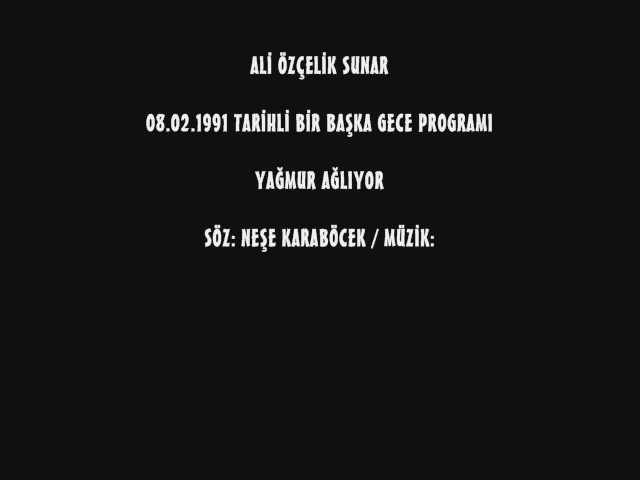 ALİ ÖZÇELİK SUNAR
08.02.1991 TARİHLİ BİR BAŞKA GECE PROGRAMI
YAĞMUR AĞLIYOR
SÖZ: NEŞE KARABÖCEK / MÜZİK: